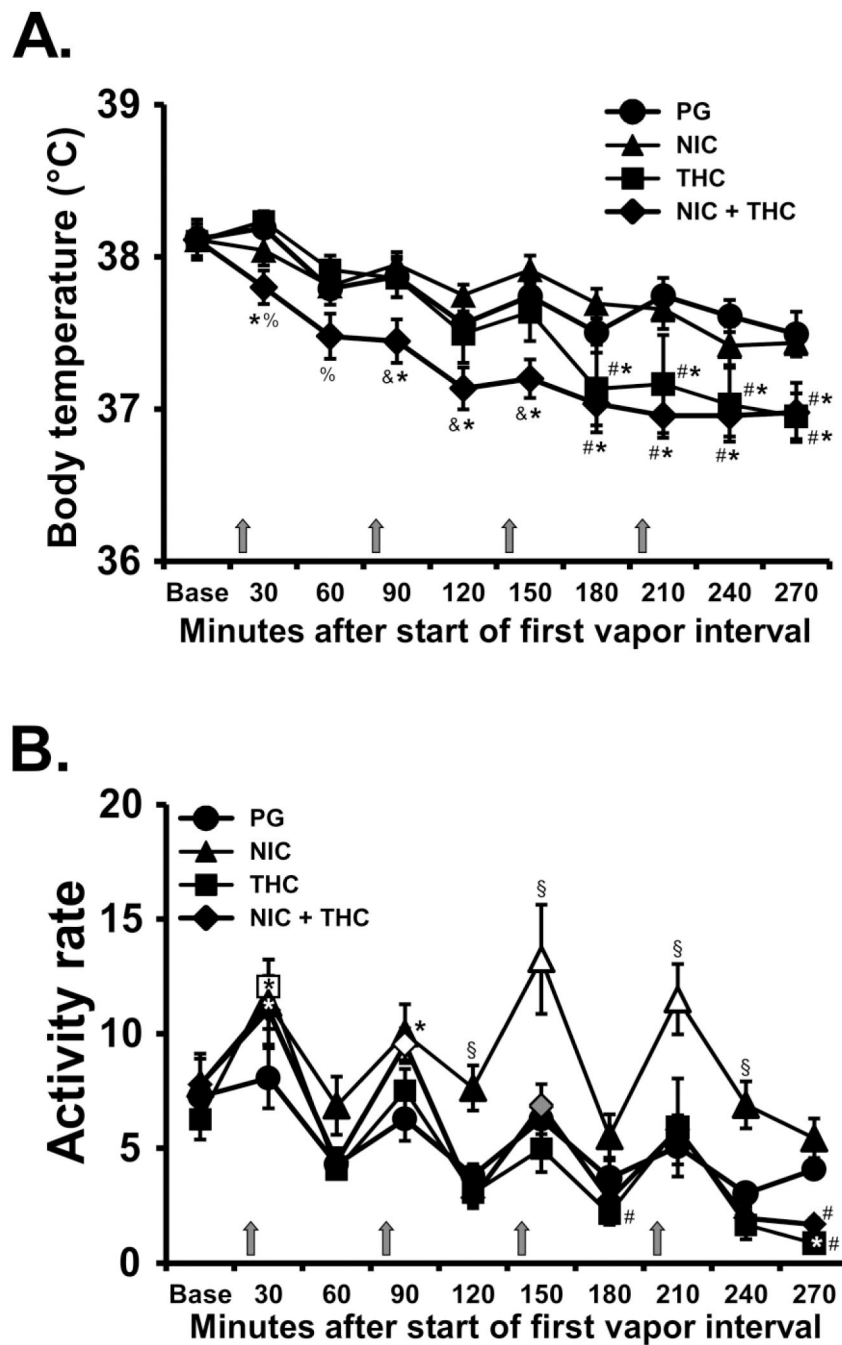 A.
39
38
37
36
Body temperature (°C)
PG
NIC
THC
NIC + THC
*%
%
&*
&*
&*
#*
#*
#*
#*
#*
#*
#*
#*
Base 30 60 90 120 150 180 210 240 270
Minutes after start of first vapor interval
B.
20
15
10
5
0
Activity rate
PG
NIC
THC
NIC + THC
*
*
*
§
§
§
§
#
#
*
#
Base 30 60 90 120 150 180 210 240 270
Minutes after start of first vapor interval